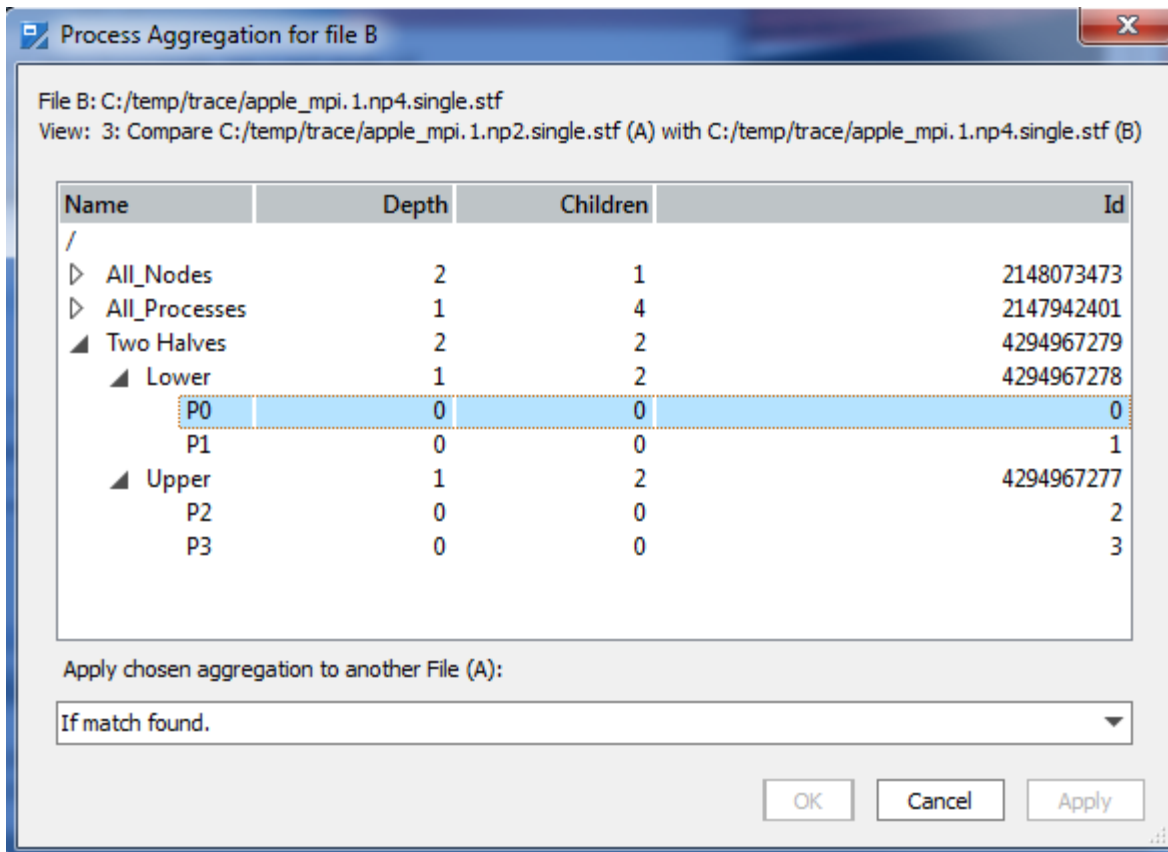 Process Aggregation for file B
File B: C:/temp/trace/apple_mpi.1.np4.single.stf
View: 3: Compare C:/temp/trace/apple_mpi.1.np2.single.stf (A) with C:/temp/trace/apple_mpi.1.np4.single.stf (B)
Name Depth Children Id
/
All_Nodes 2 1 2148073473
All_Processes 1 4 2147942401
Two Halves 2 2 4294967279
Lower 1 2 4294967278
P0 0 0 0
P1 0 0 1
Upper 1 2 4294967277
P2 0 0 2
P3 0 0 3
Apply chosen aggregation to another File (A):
If match found.
OK Cancel Apply